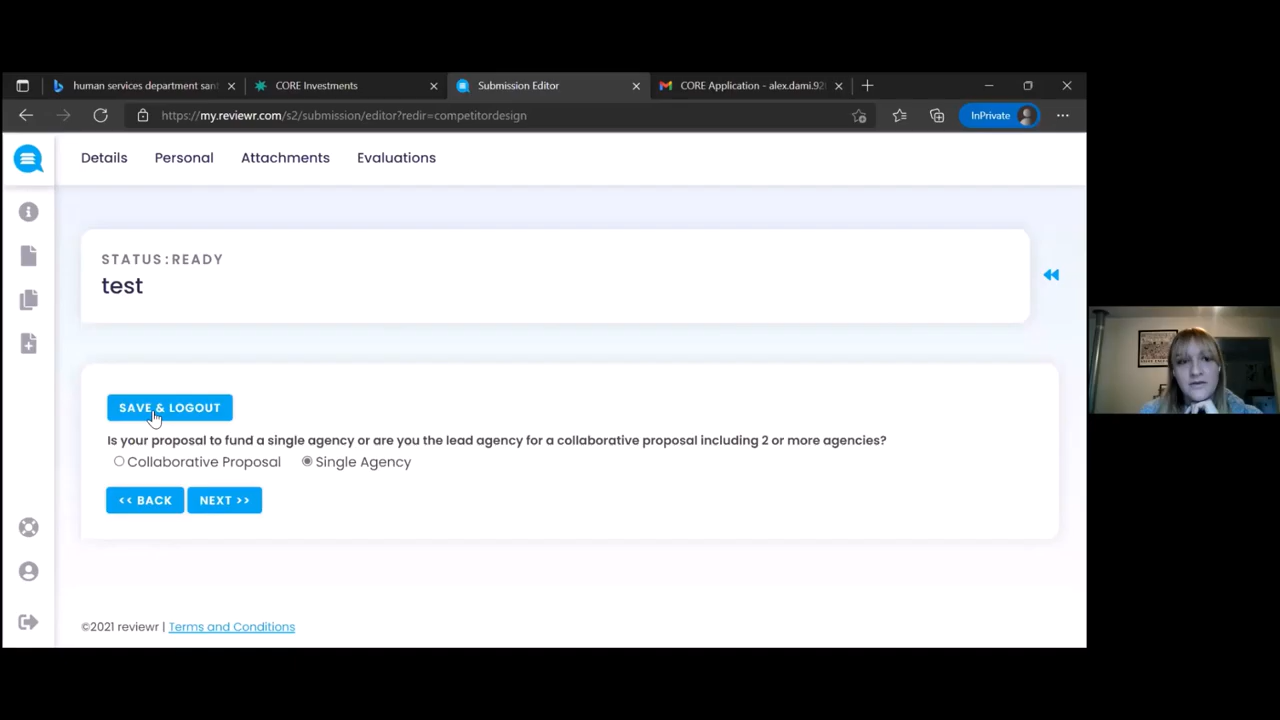 human services department sant
CORE Investments
Submission Editor
CORE Application - alex.dami.92
https://my.reviewr.com/s2/submission/editor?redir=competitordesign
InPrivate
Details Personal Attachments Evaluations
STATUS:READY
test
SAVE & LOGOUT
Is your proposal to fund a single agency or are you the lead agency for a collaborative proposal including 2 or more agencies?
Collaborative Proposal Single Agency
<< BACK NEXT >>
©2021 reviewr | Terms and Conditions